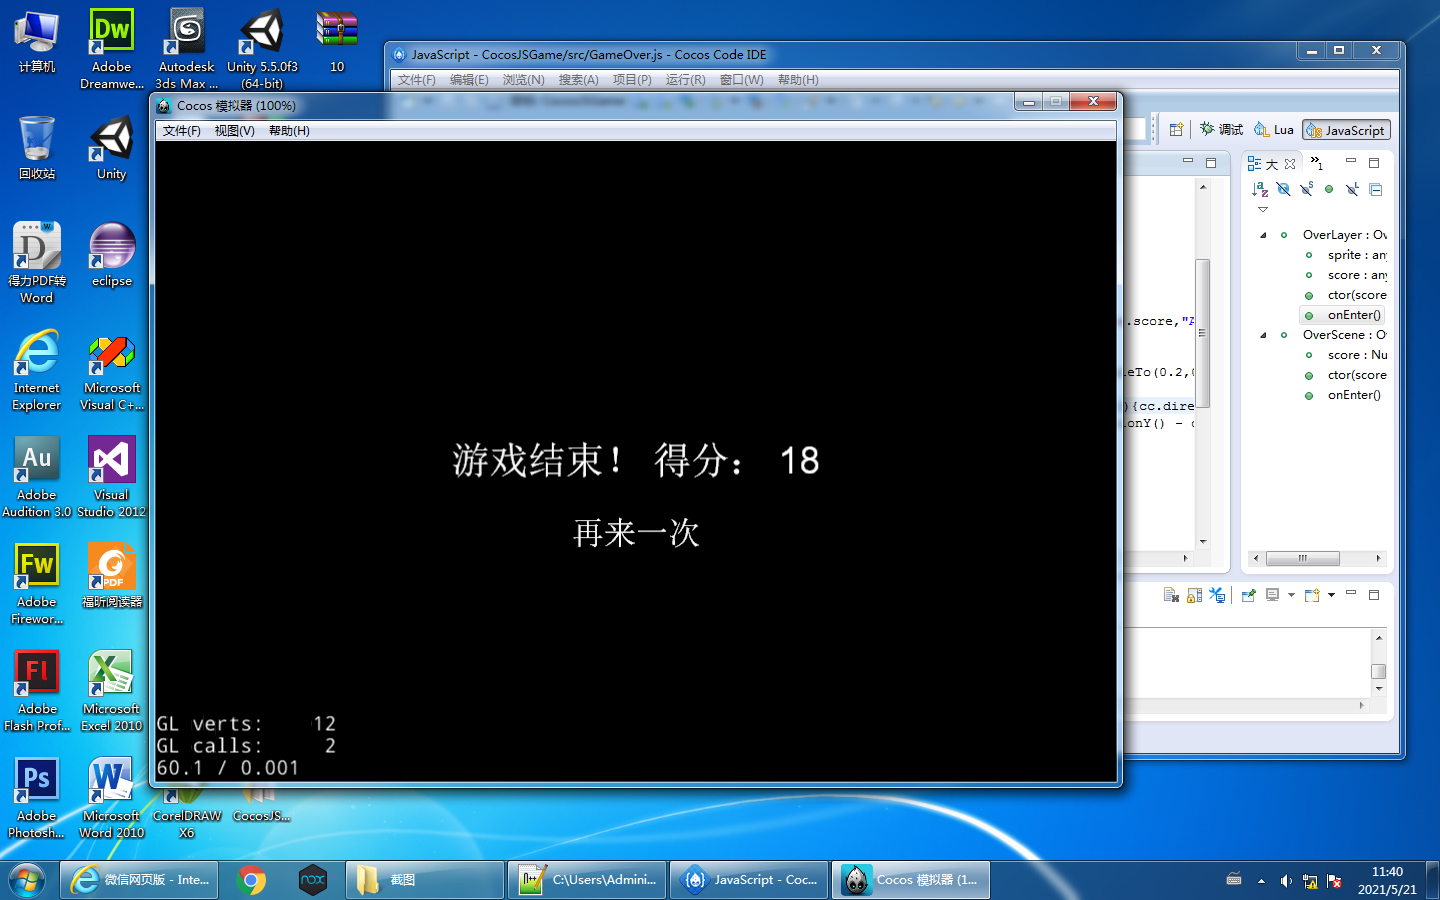 计算机
Adobe
Dreamwe...
Autodesk
3ds Max ...
Unity 5.5.0f3
(64-bit)
10
回收站
Unity
得力PDF转
Word
eclipse
Internet
Explorer
Microsoft
Visual C+...
Adobe
Audition 3.0
Visual
Studio 2012
Adobe
Firewor...
福昕阅读器
Adobe
Flash Prof...
Microsoft
Excel 2010
Adobe
Photosh...
Microsoft
Word 2010
CorelDRAW
X6
CocosJS...
JavaScript - CocosJSGame/src/GameOver.js - Cocos Code IDE
文件(F) 编辑(E) 浏览(N) 搜索(A) 项目(P) 运行(R) 窗口(W) 帮助(H)
调试 Lua JavaScript
大
OverLayer : Ov
sprite : any
score : any
ctor(score
onEnter()
OverScene : Ov
score : Nu
ctor(score
onEnter()
.score,"A
leTo(0.2,
){cc.dire
ionY() - c
Cocos 模拟器 (100%)
文件(F) 视图(V) 帮助(H)
游戏结束！ 得分： 18
再来一次
GL verts: 12
GL calls: 2
60.1 / 0.001
微信网页版 - Inte...
截图
C:\Users\Admini...
JavaScript - Coc...
Cocos 模拟器 (1...
11:40
2021/5/21